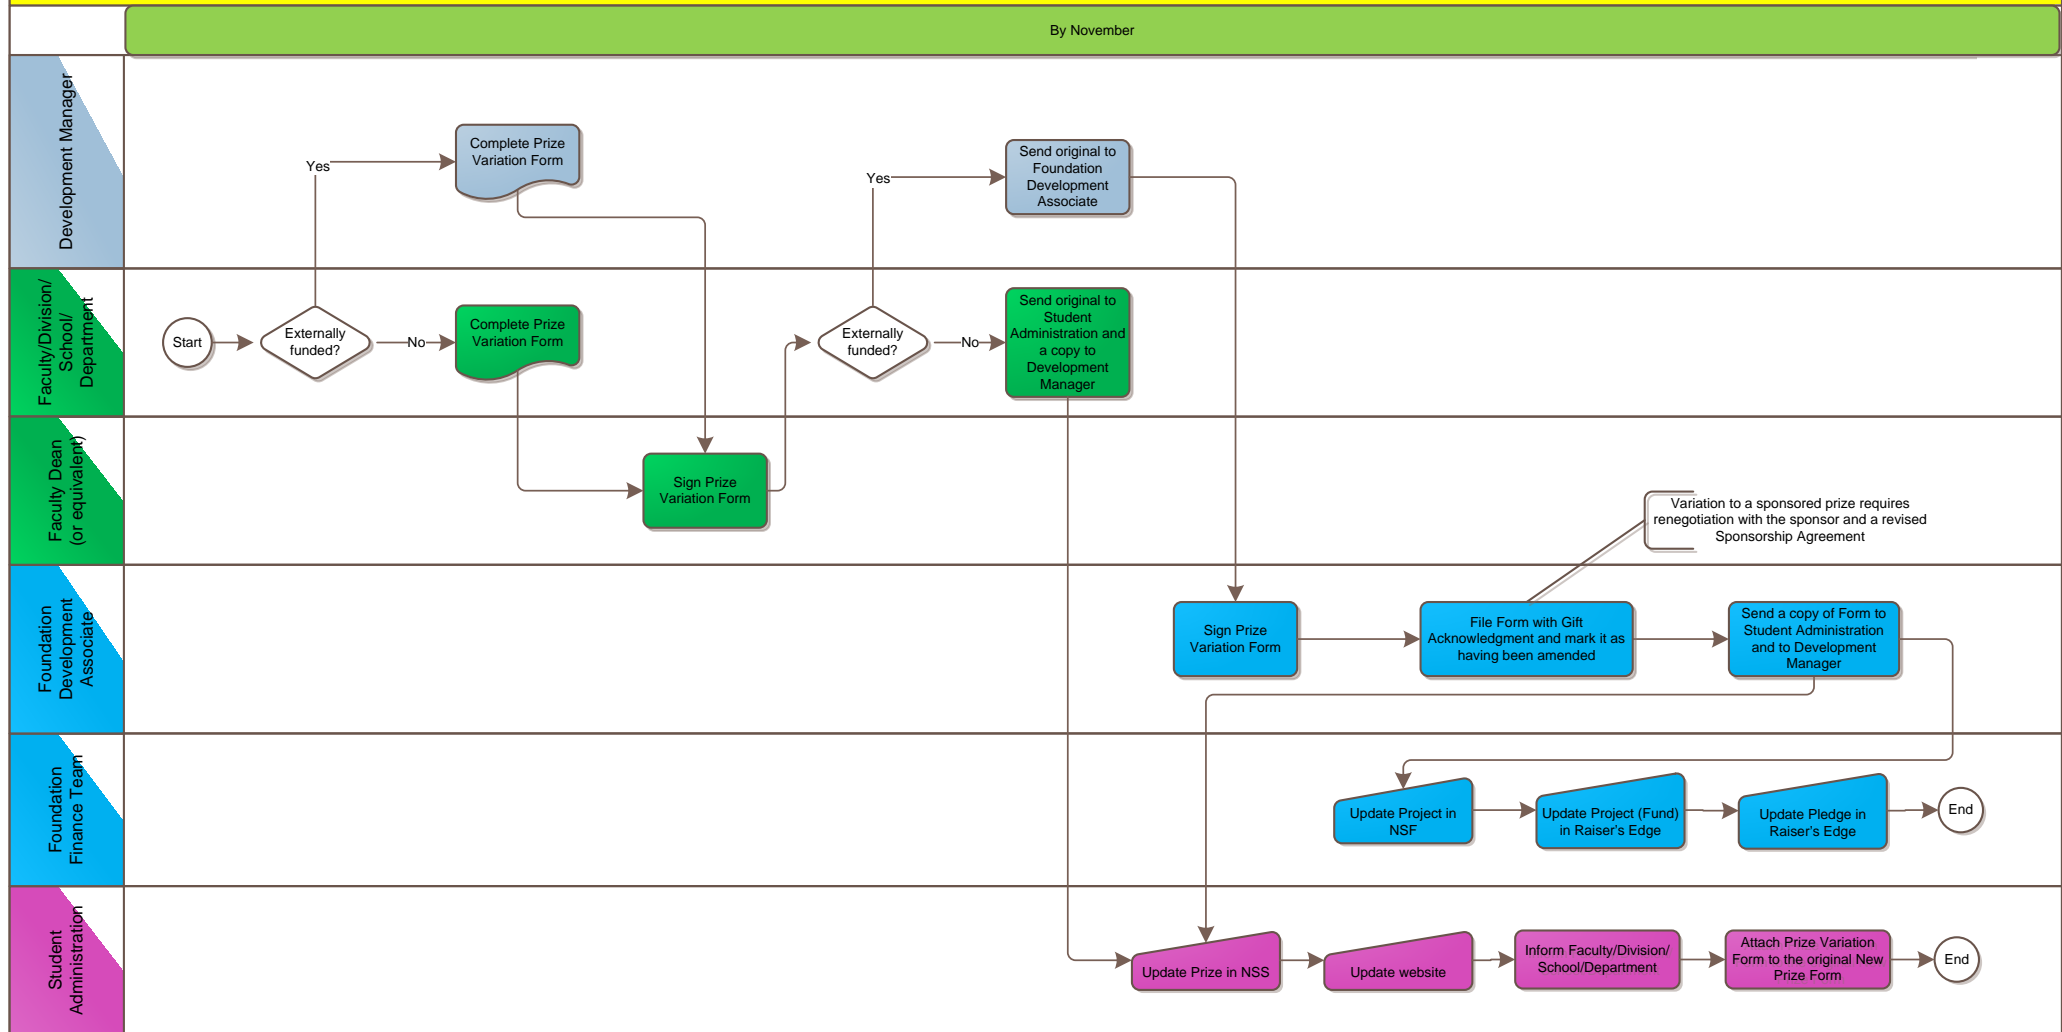 By November
Development Manager
Yes
Complete Prize
Variation Form
Yes
Send original to
Foundation
Development
Associate
Faculty/Division/
School/
Department
Start
Externally
funded?
No
Complete Prize
Variation Form
Externally
funded?
No
Send original to
Student
Administration and
a copy to
Development
Manager
Faculty Dean
(or equivalent)
Sign Prize
Variation Form
Variation to a sponsored prize requires
renegotiation with the sponsor and a revised
Sponsorship Agreement
Foundation
Development
Associate
Sign Prize
Variation Form
File Form with Gift
Acknowledgment and mark it as
having been amended
Send a copy of Form to
Student Administration
and to Development
Manager
Foundation
Finance Team
Update Project in
NSF
Update Project (Fund)
in Raiser's Edge
Update Pledge in
Raiser's Edge
End
Student
Administration
Update Prize in NSS
Update website
Inform Faculty/Division/
School/Department
Attach Prize Variation
Form to the original New
Prize Form
End